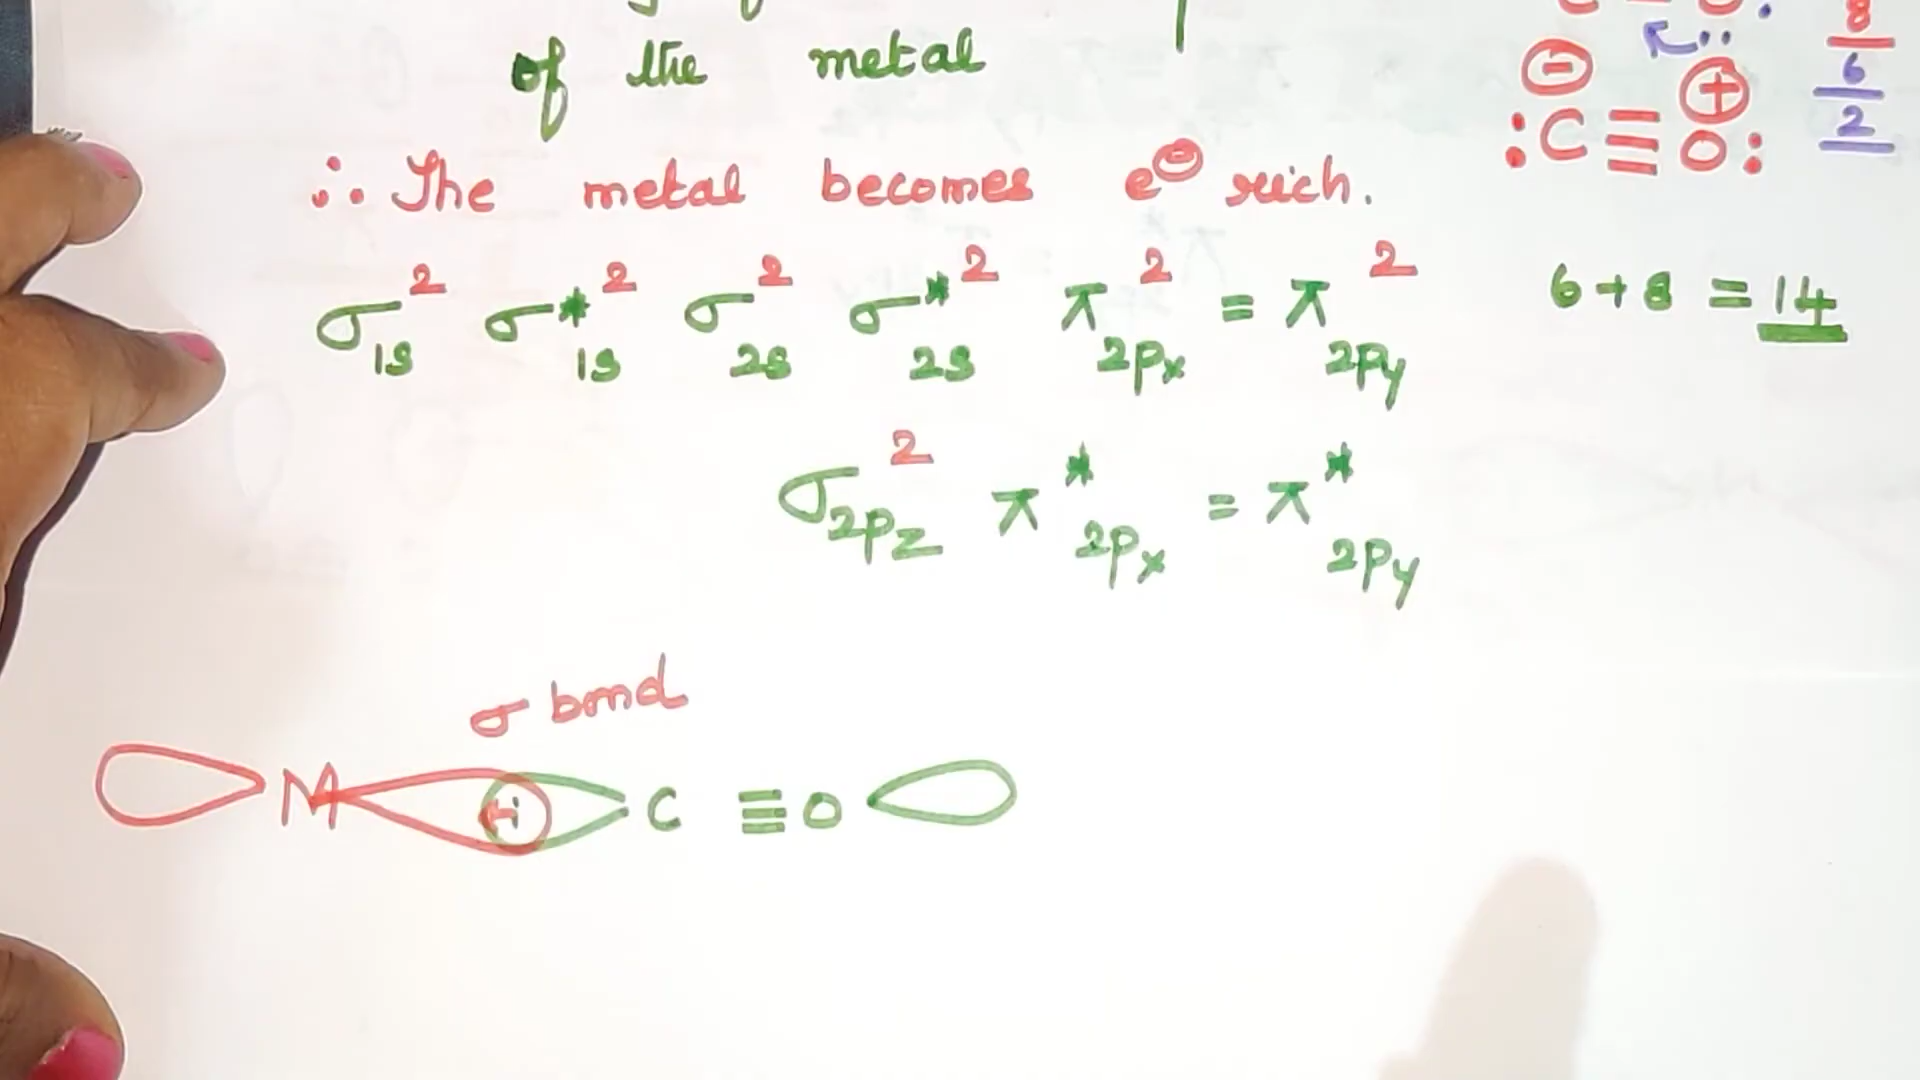 of the metal
C
8
6
2
⊖ ⊕
:C≡O:
∴ The metal becomes e⊖ rich.
σ1s² σ*1s² σ2s² σ*2s² π2px² = π2py²
6+8 = 14
σ2pz² π*2px = π*2py
σ bond
M C ≡ O